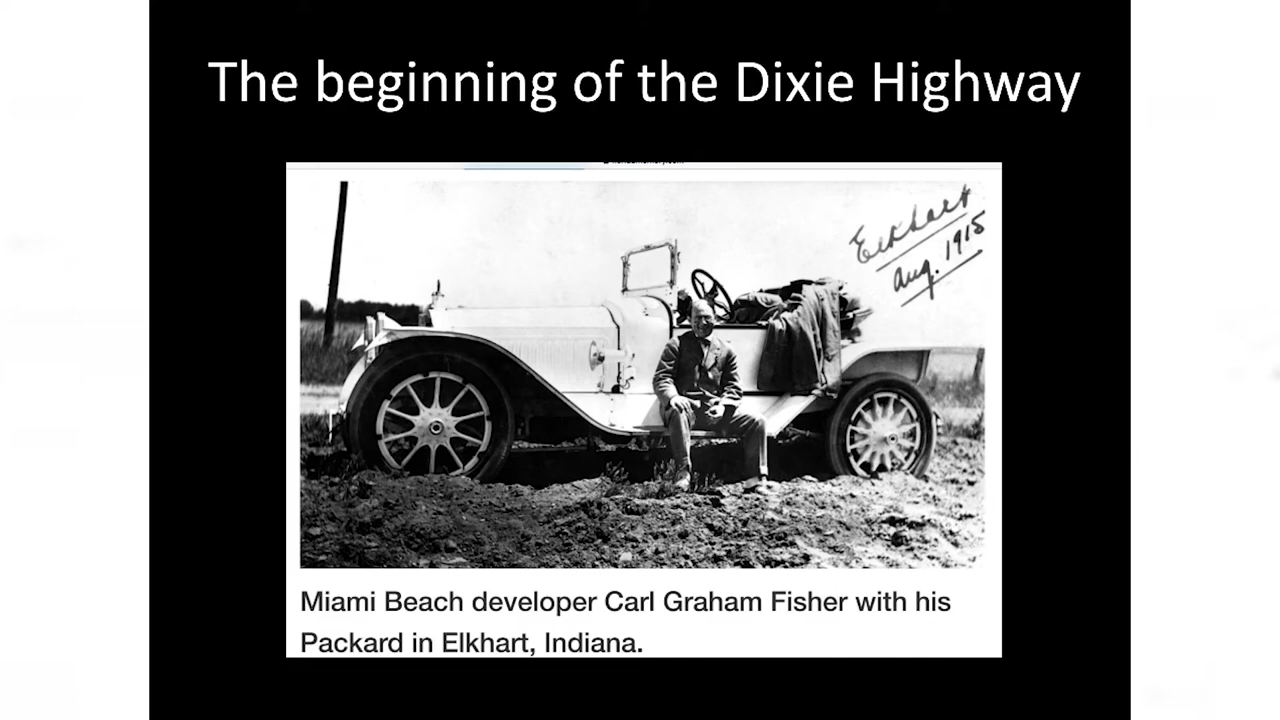 The beginning of the Dixie Highway
Elkhart
Aug. 1915
Miami Beach developer Carl Graham Fisher with his
Packard in Elkhart, Indiana.